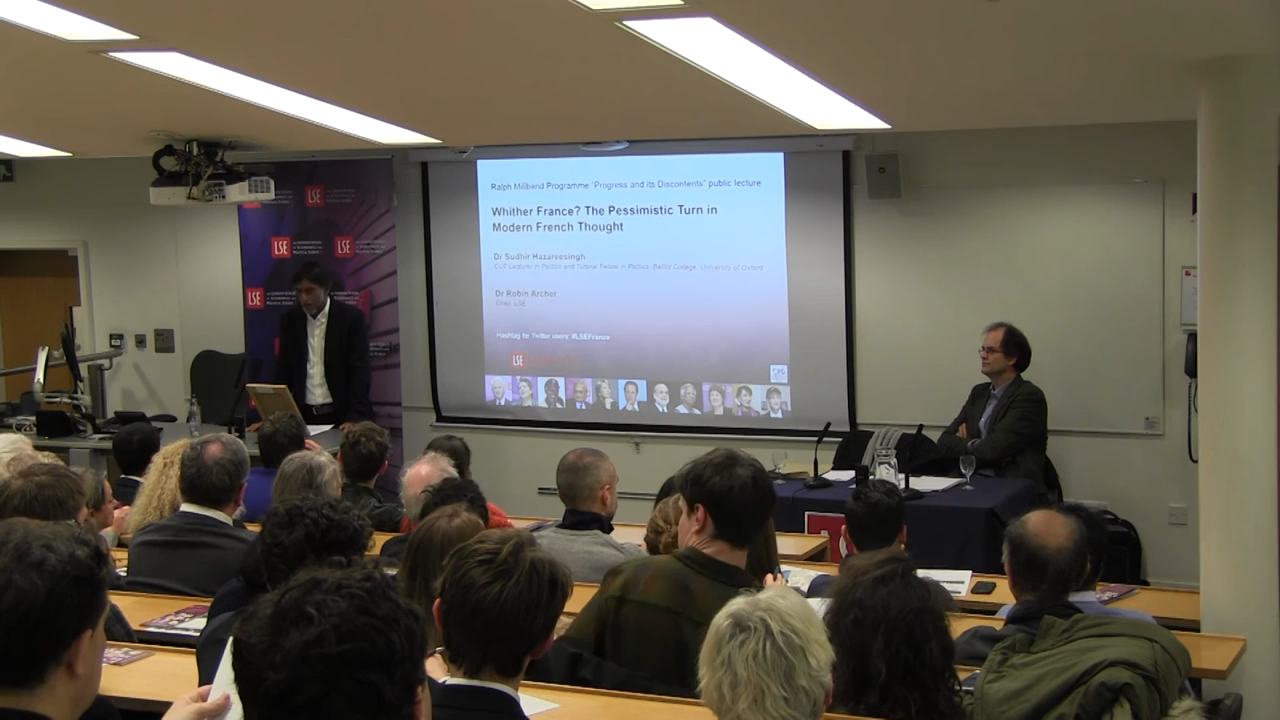 Ralph Miliband Programme "Progress and its Discontents" public lecture
Whither France? The Pessimistic Turn in
Modern French Thought
Dr Sudhir Hazareesingh
CUF Lecturer in Politics and Tutorial Fellow in Politics, Balliol College, University of Oxford
Dr Robin Archer
Chair, LSE
Hashtag for Twitter users: #LSEFrance
LSE
LSE
LSE
LSE
LSE